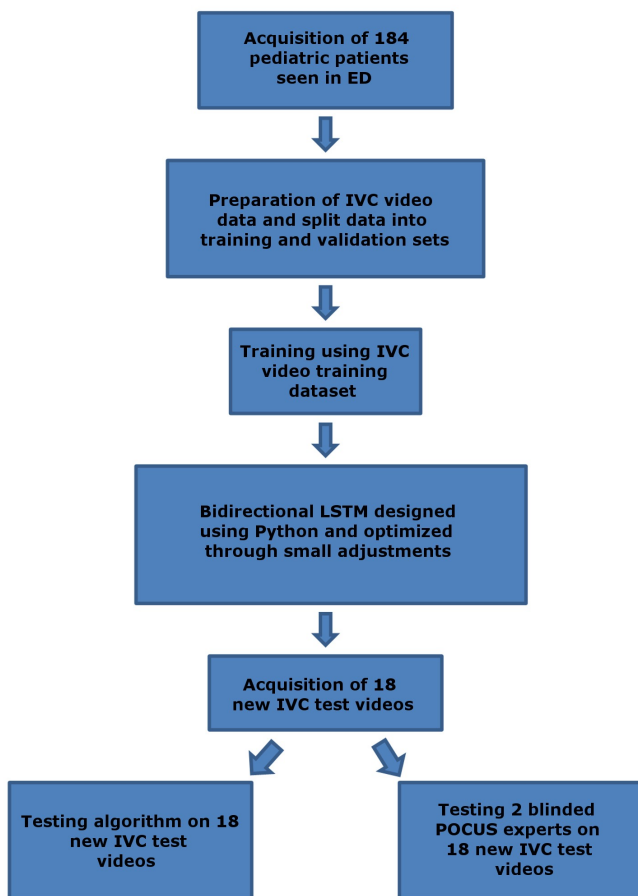 Acquisition of 184
pediatric patients
seen in ED
Preparation of IVC video
data and split data into
training and validation sets
Training using IVC
video training
dataset
Bidirectional LSTM designed
using Python and optimized
through small adjustments
Acquisition of 18
new IVC test videos
Testing algorithm on 18
new IVC test
videos
Testing 2 blinded
POCUS experts on
18 new IVC test
videos